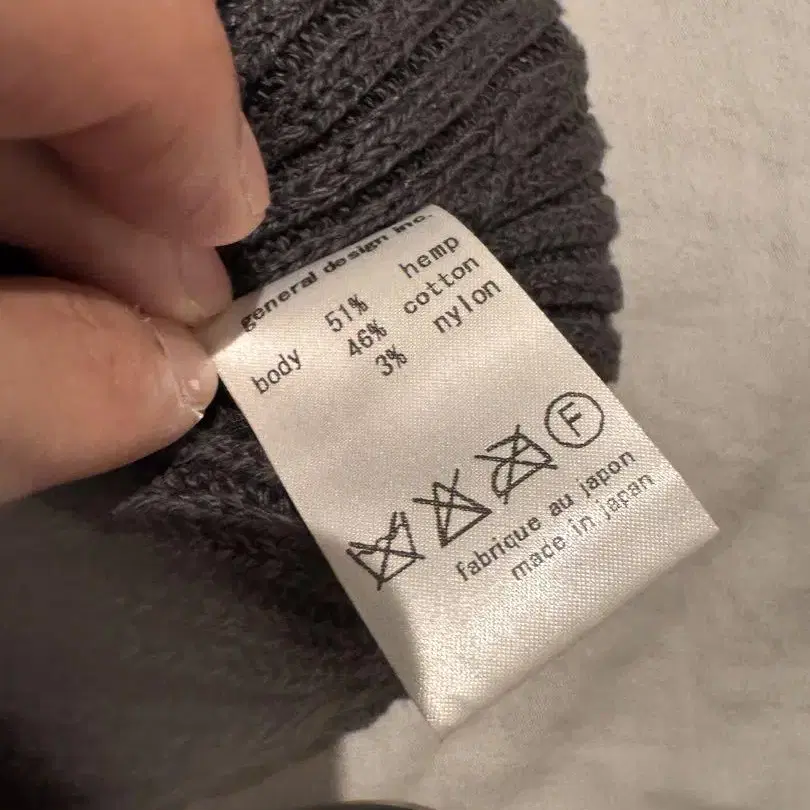 general design inc.
body 51% hemp
46% cotton
3% nylon
F
fabrique au japon
made in japan